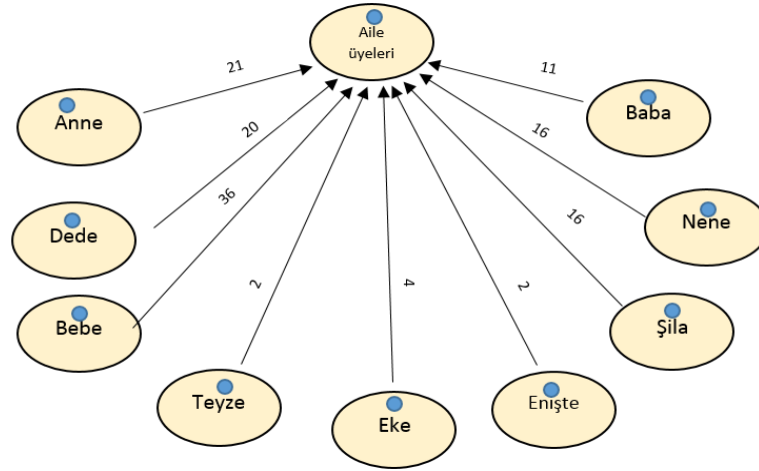 Aile
üyeleri
21
11
Anne
Baba
20
16
Dede
36
16
Nene
Bebe
2
4
2
Şila
Teyze
Eke
Enişte